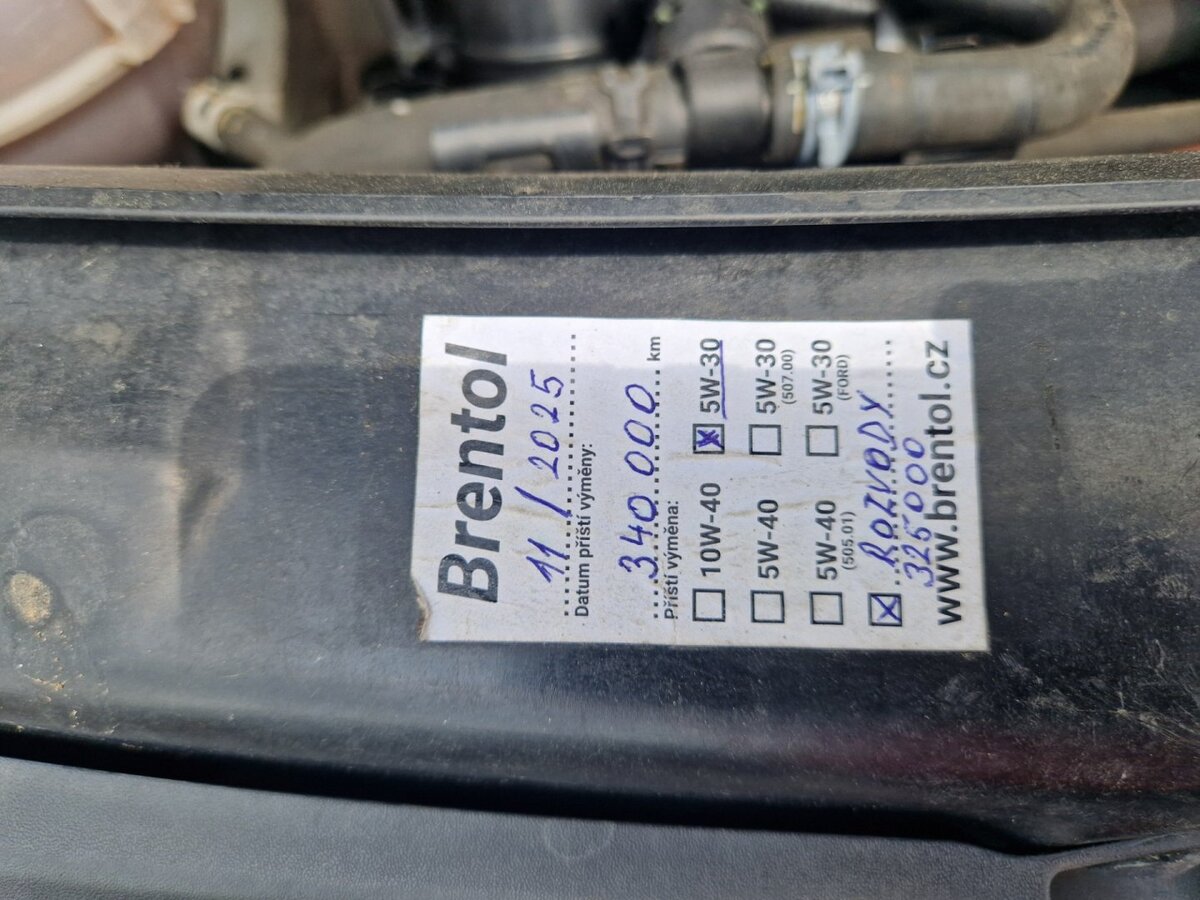 Brentol
11/2025
Datum příští výměny:
340 000 km
Příští výměna:
10W-40 5W-30
5W-40 5W-30
(507.00)
5W-40 5W-30
(505.01) (FORD)
ROZVODY
325000
www.brentol.cz